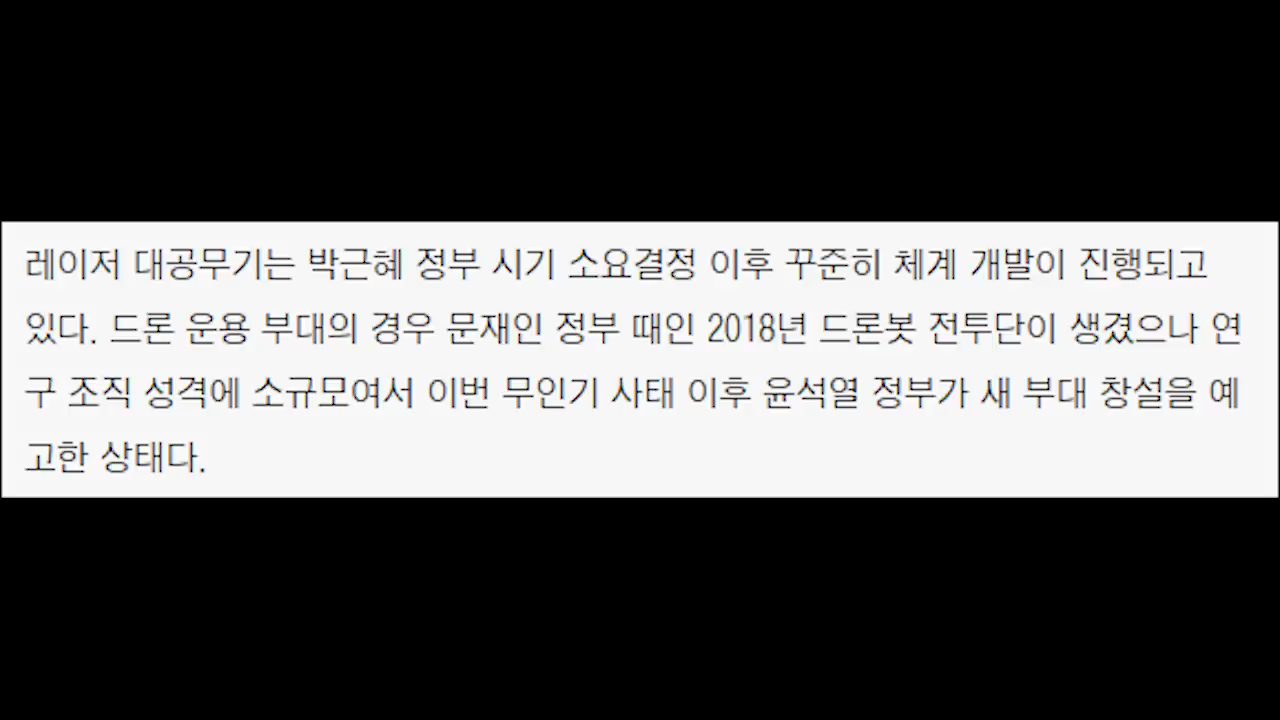 레이저 대공무기는 박근혜 정부 시기 소요결정 이후 꾸준히 체계 개발이 진행되고
있다. 드론 운용 부대의 경우 문재인 정부 때인 2018년 드론봇 전투단이 생겼으나 연
구 조직 성격에 소규모여서 이번 무인기 사태 이후 윤석열 정부가 새 부대 창설을 예
고한 상태다.